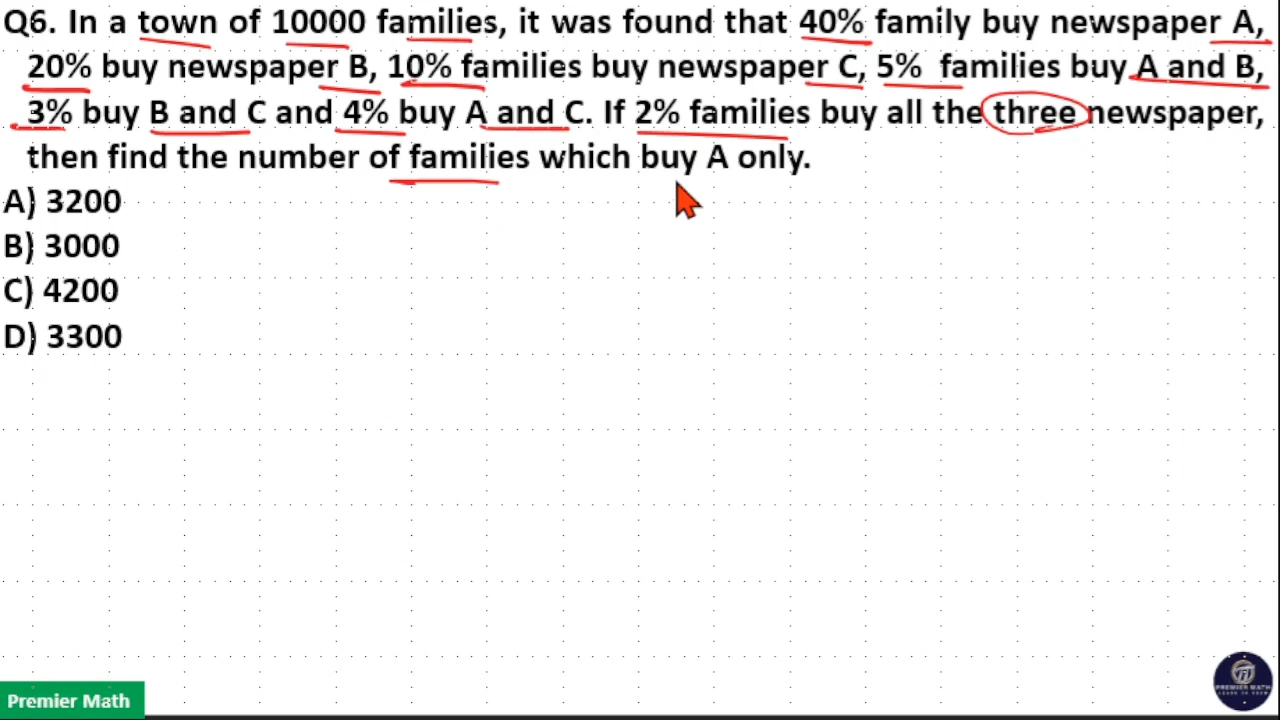 Q6. In a town of 10000 families, it was found that 40% family buy newspaper A,
20% buy newspaper B, 10% families buy newspaper C, 5% families buy A and B,
3% buy B and C and 4% buy A and C. If 2% families buy all the three newspaper,
then find the number of families which buy A only.
A) 3200
B) 3000
C) 4200
D) 3300
Premier Math
PREMIER MATH